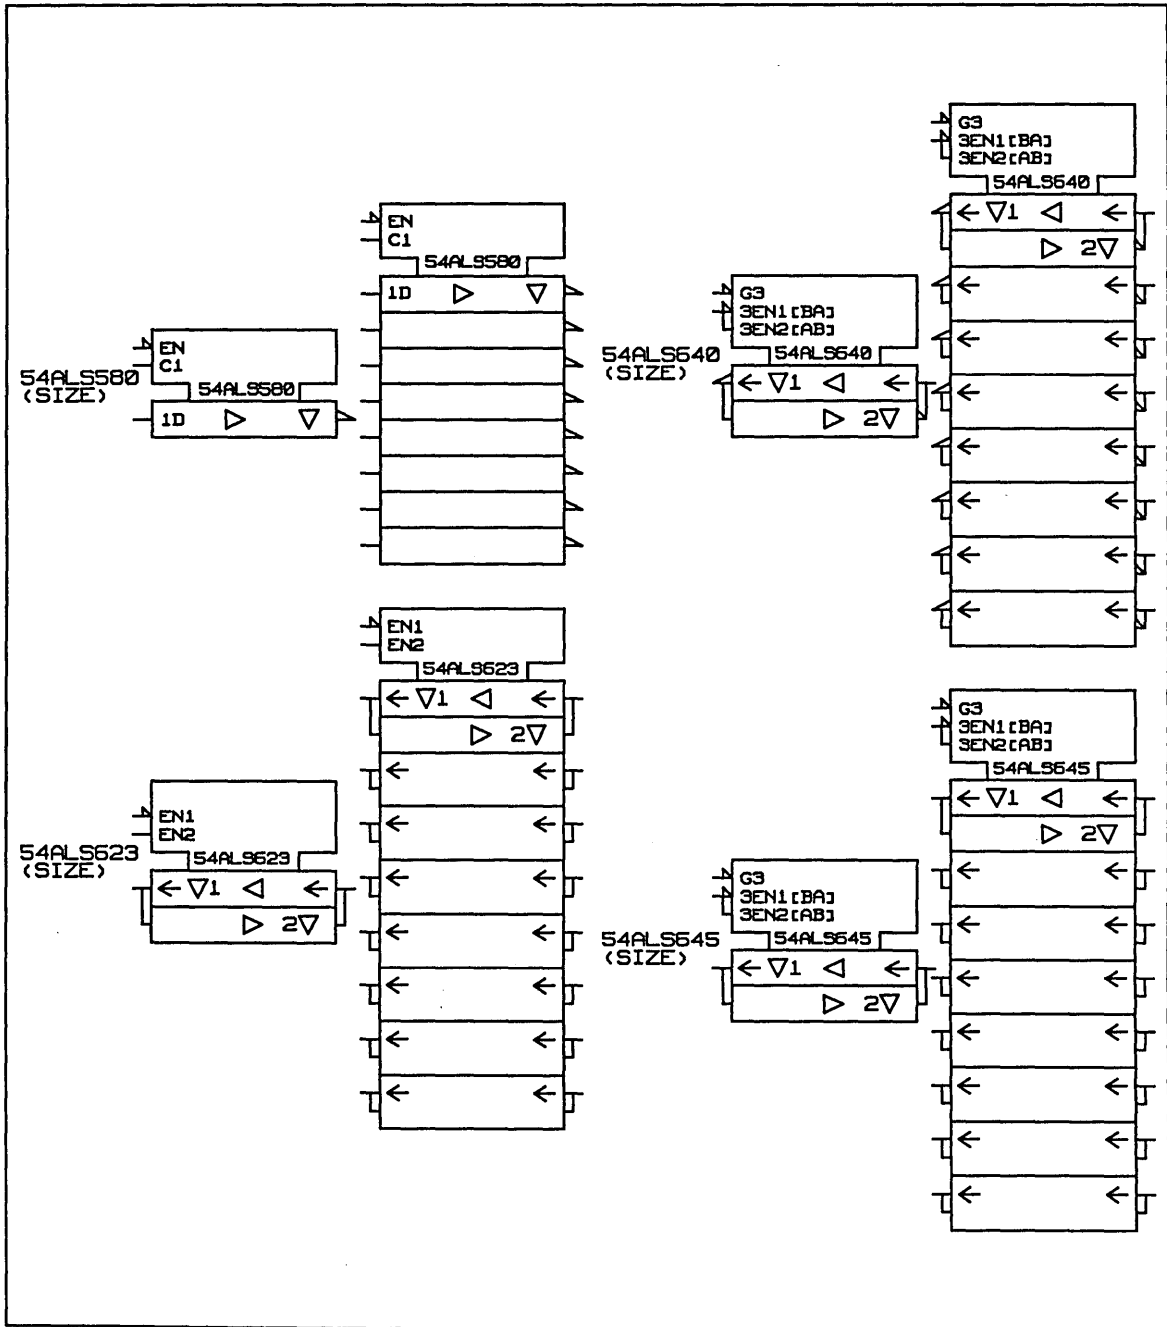 EN
C1
54ALS580
1D
54ALS580
(SIZE)
EN
C1
54ALS580
1D
G3
3EN1[BA]
3EN2[AB]
54ALS640
1
2
54ALS640
(SIZE)
G3
3EN1[BA]
3EN2[AB]
54ALS640
1
2
EN1
EN2
54ALS623
1
2
54ALS623
(SIZE)
EN1
EN2
54ALS623
1
2
G3
3EN1[BA]
3EN2[AB]
54ALS645
1
2
54ALS645
(SIZE)
G3
3EN1[BA]
3EN2[AB]
54ALS645
1
2